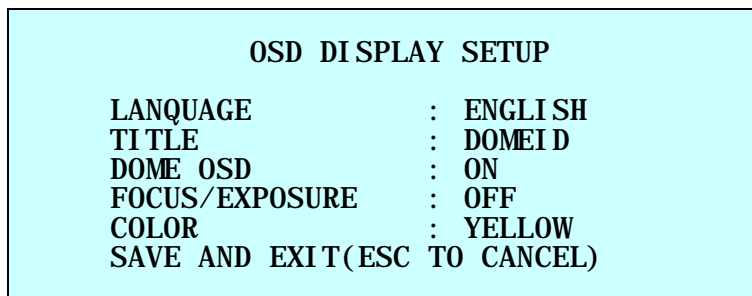 OSD DISPLAY SETUP
LANQUAGE : ENGLISH
TITLE : DOMEID
DOME OSD : ON
FOCUS/EXPOSURE : OFF
COLOR : YELLOW
SAVE AND EXIT(ESC TO CANCEL)